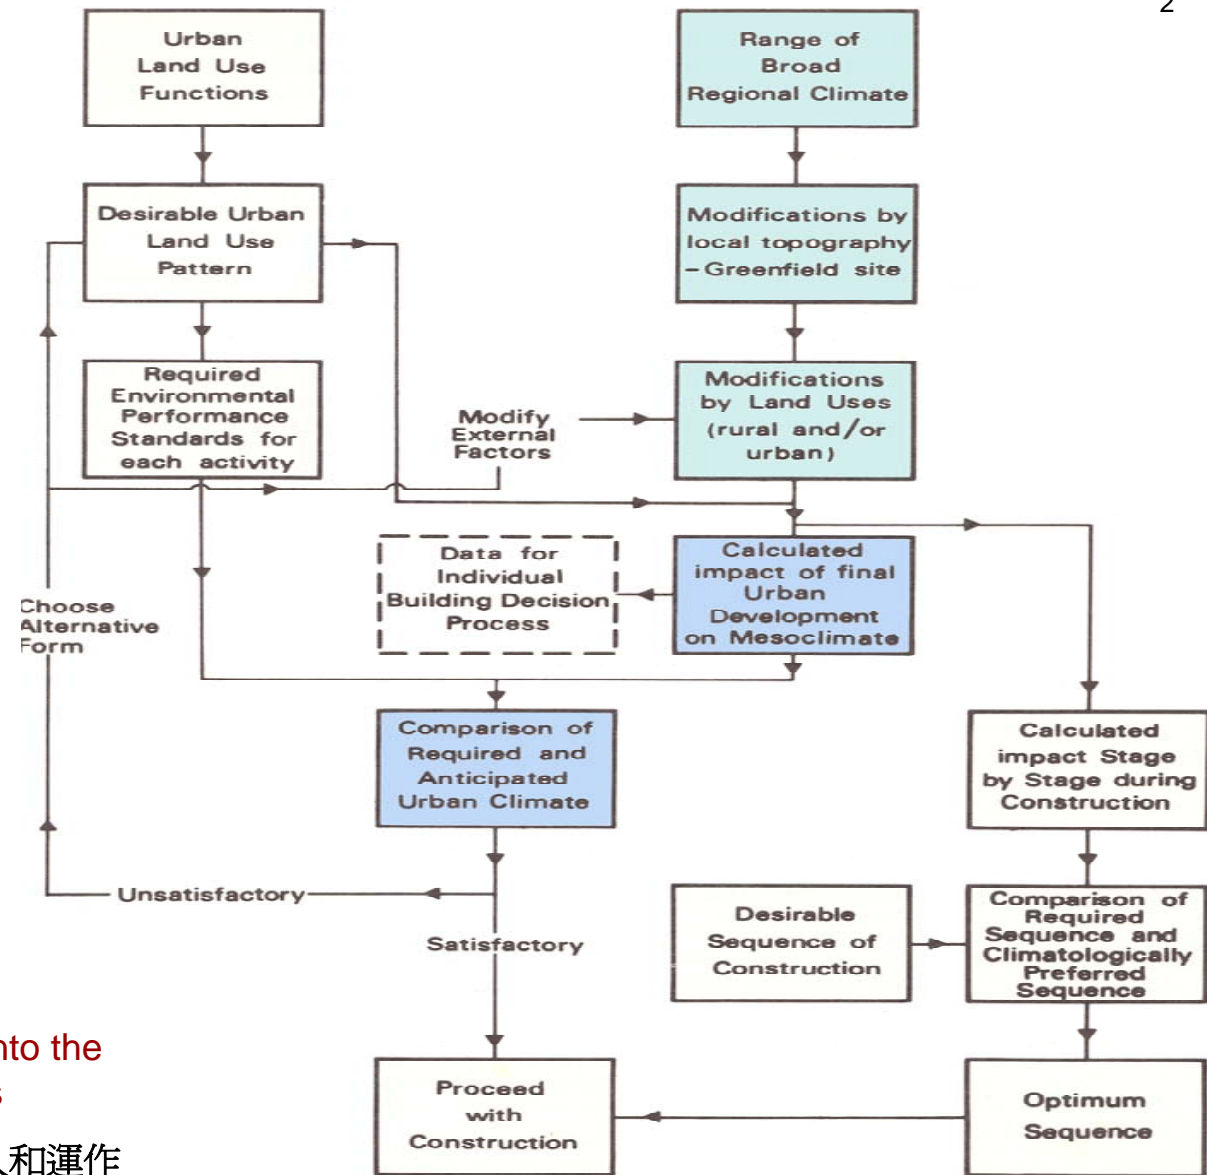 2
Urban
Land Use
Functions
Range of
Broad
Regional Climate
Desirable Urban
Land Use
Pattern
Modifications by
local topography
- Greenfield site
Required
Environmental
Performance
Standards for
each activity
Modify
External
Factors
Modifications
by Land Uses
(rural and/or
urban)
Data for
Individual
Building Decision
Process
Calculated
impact of final
Urban
Development
on Mesoclimate
Choose
Alternative
Form
Comparison of
Required and
Anticipated
Urban Climate
Calculated
impact Stage
by Stage during
Construction
Unsatisfactory
Satisfactory
Desirable
Sequence of
Construction
Comparison of
Required
Sequence and
Climatologically
Preferred
Sequence
nto the
s
Proceed
with
Construction
Optimum
Sequence
和運作